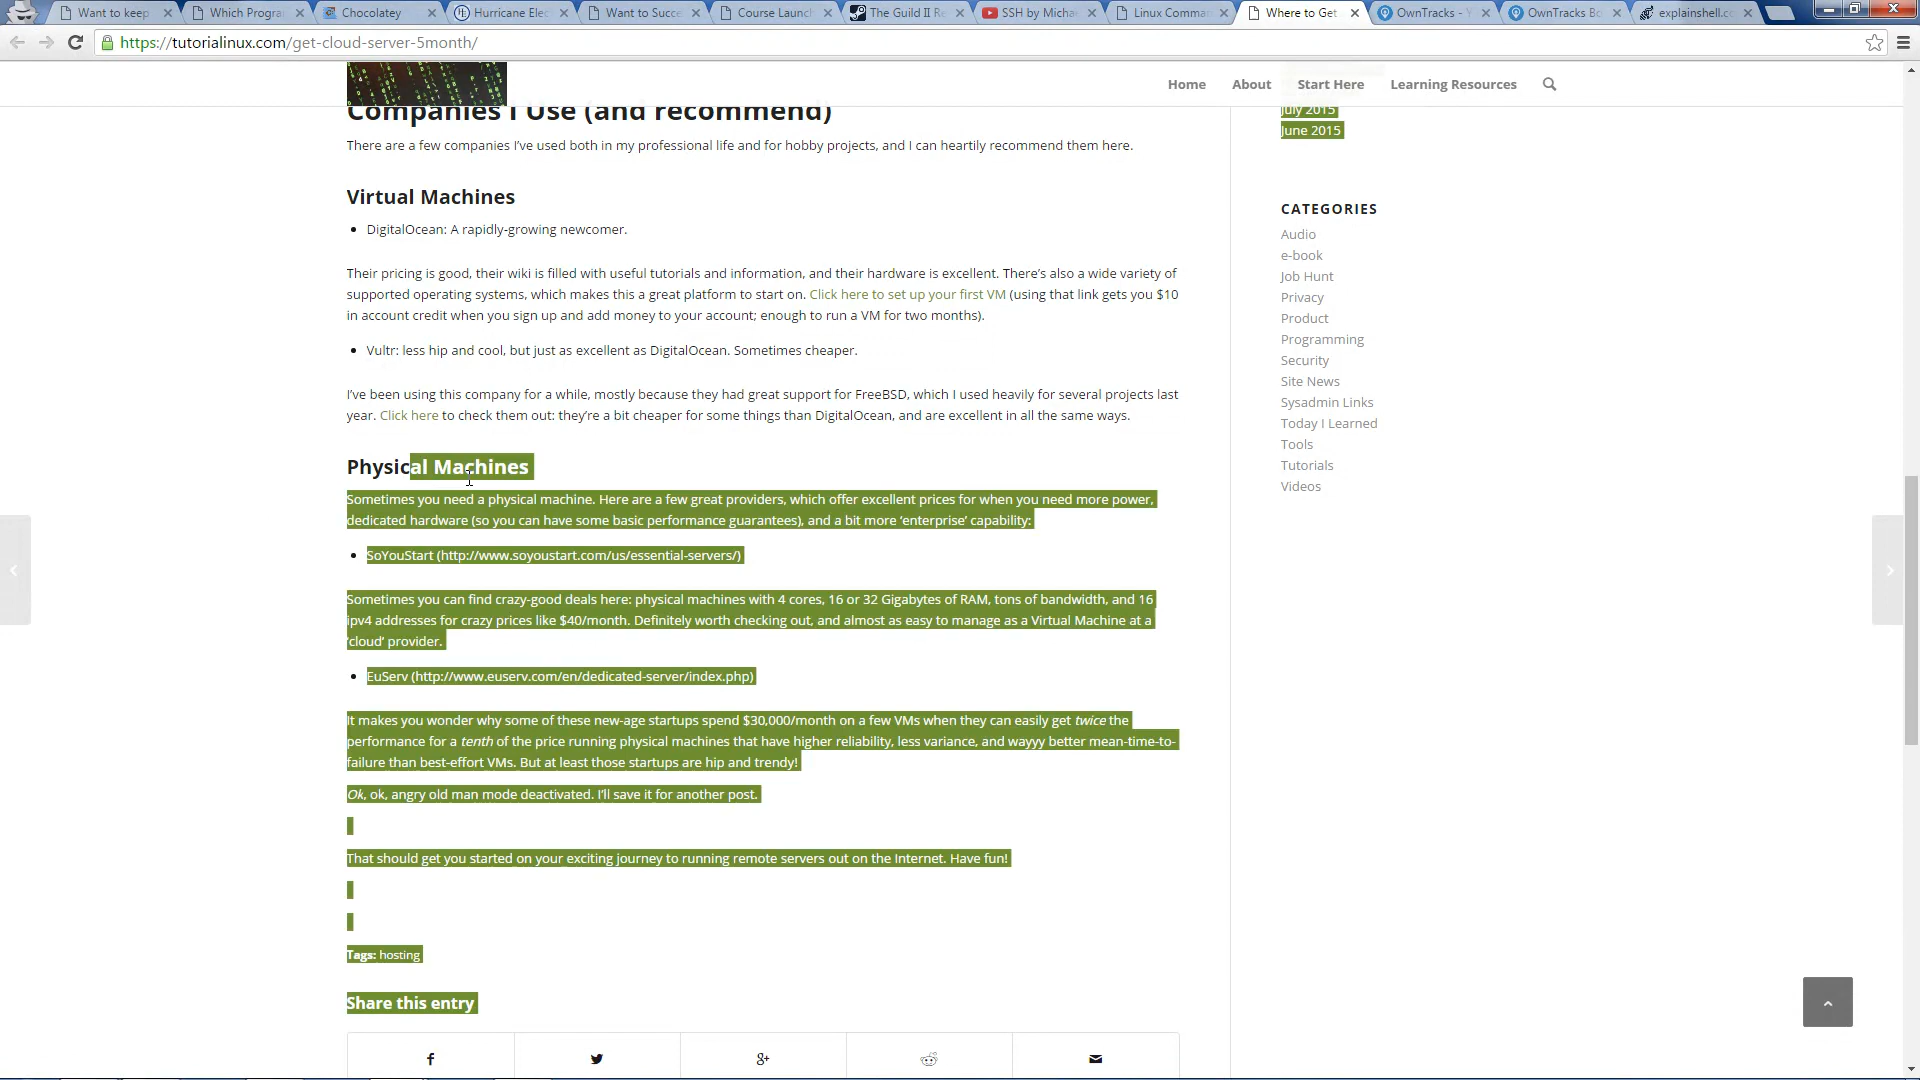 Want to keep
Which Progra
Chocolatey
Hurricane Elec
Want to Succe
Course Launch
The Guild II Re
SSH by Micha
Linux Comman
Where to Get
OwnTracks - Y
OwnTracks Bo
explainshell.co
https://tutorialinux.com/get-cloud-server-5month/
Home
About
Start Here
Learning Resources
Companies I Use (and recommend)
There are a few companies I've used both in my professional life and for hobby projects, and I can heartily recommend them here.
Virtual Machines
• DigitalOcean: A rapidly-growing newcomer.
Their pricing is good, their wiki is filled with useful tutorials and information, and their hardware is excellent. There's also a wide variety of
supported operating systems, which makes this a great platform to start on. Click here to set up your first VM (using that link gets you $10
in account credit when you sign up and add money to your account; enough to run a VM for two months).
• Vultr: less hip and cool, but just as excellent as DigitalOcean. Sometimes cheaper.
I've been using this company for a while, mostly because they had great support for FreeBSD, which I used heavily for several projects last
year. Click here to check them out: they're a bit cheaper for some things than DigitalOcean, and are excellent in all the same ways.
Physical Machines
Sometimes you need a physical machine. Here are a few great providers, which offer excellent prices for when you need more power,
dedicated hardware (so you can have some basic performance guarantees), and a bit more 'enterprise' capability:
• SoYouStart (http://www.soyoustart.com/us/essential-servers/)
Sometimes you can find crazy-good deals here: physical machines with 4 cores, 16 or 32 Gigabytes of RAM, tons of bandwidth, and 16
ipv4 addresses for crazy prices like $40/month. Definitely worth checking out, and almost as easy to manage as a Virtual Machine at a
'cloud' provider.
• EuServ (http://www.euserv.com/en/dedicated-server/index.php)
It makes you wonder why some of these new-age startups spend $30,000/month on a few VMs when they can easily get twice the
performance for a tenth of the price running physical machines that have higher reliability, less variance, and wayyy better mean-time-to-
failure than best-effort VMs. But at least those startups are hip and trendy!
Ok, ok, angry old man mode deactivated. I'll save it for another post.
That should get you started on your exciting journey to running remote servers out on the Internet. Have fun!
Tags: hosting
Share this entry
July 2015
June 2015
CATEGORIES
Audio
e-book
Job Hunt
Privacy
Product
Programming
Security
Site News
Sysadmin Links
Today I Learned
Tools
Tutorials
Videos